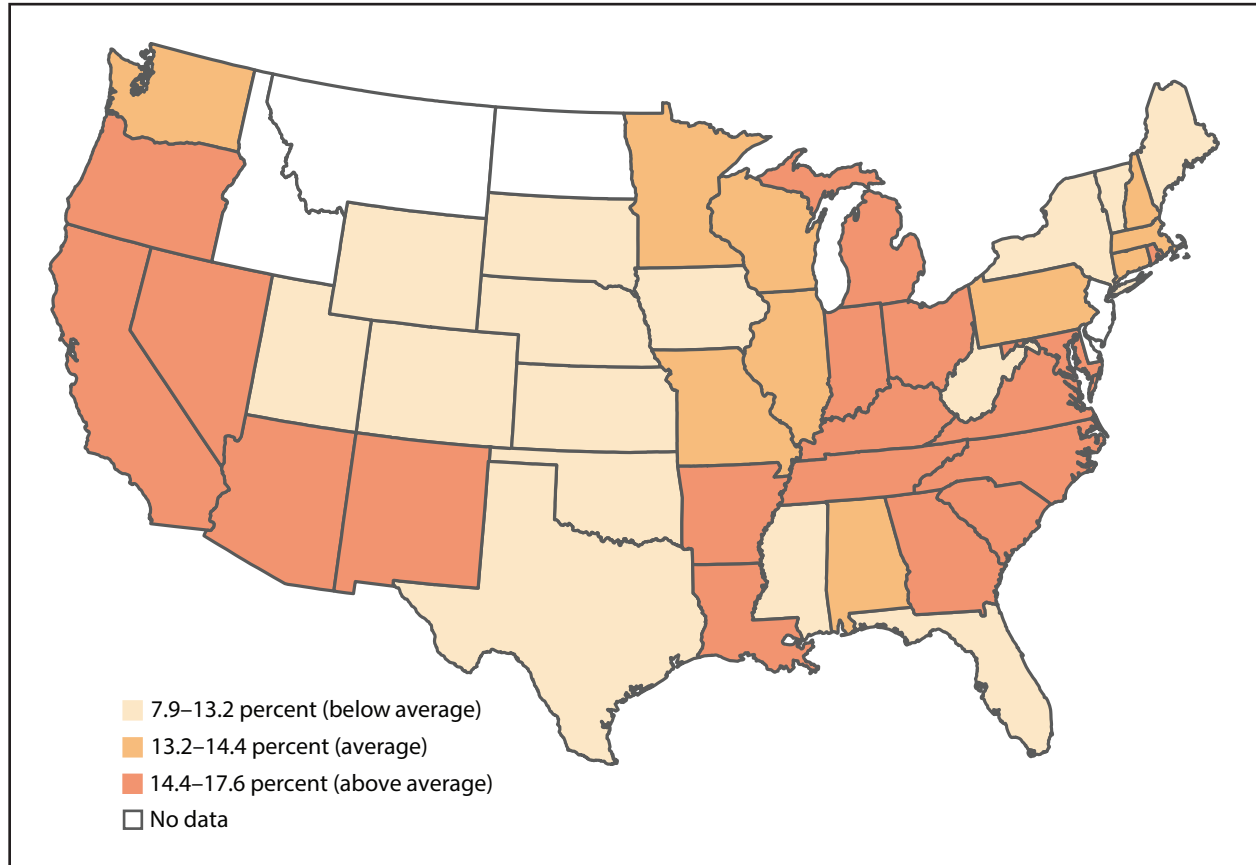 7.9–13.2 percent (below average)
13.2–14.4 percent (average)
14.4–17.6 percent (above average)
No data